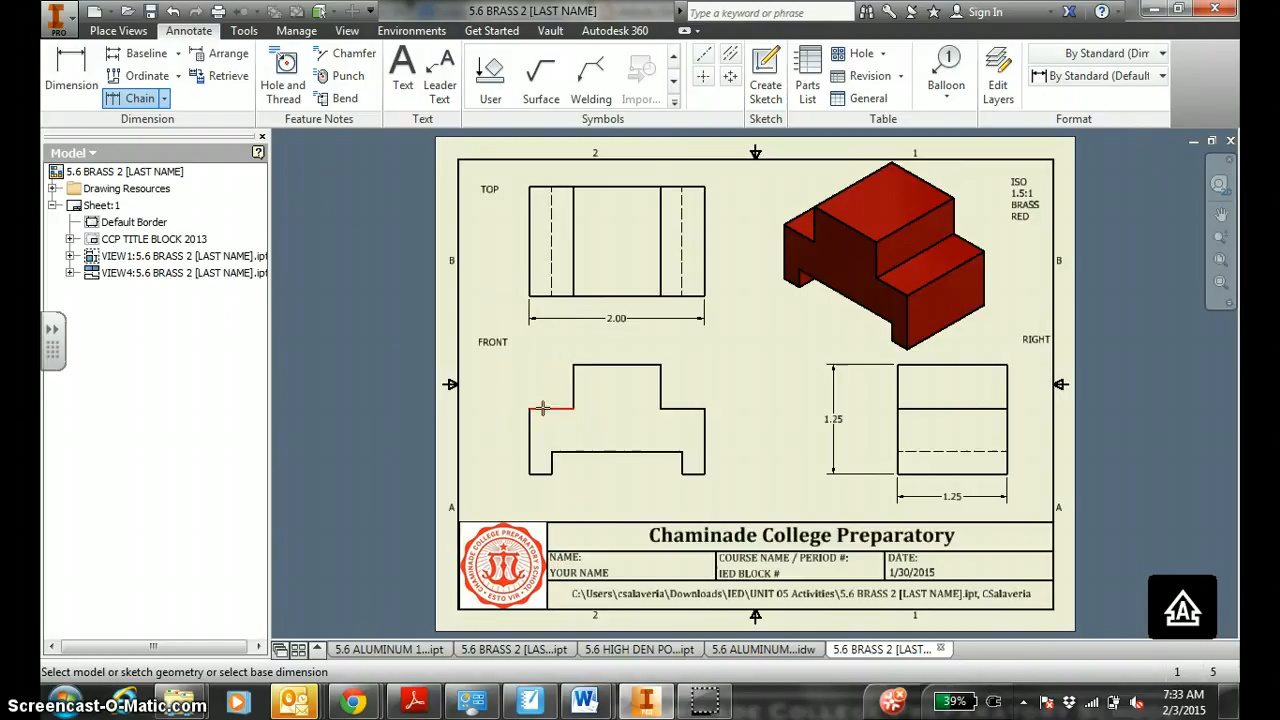 PRO
5.6 BRASS 2 [LAST NAME]
Type a keyword or phrase
Sign In
Place Views
Annotate
Tools
Manage
View
Environments
Get Started
Vault
Autodesk 360
Dimension
Baseline
Ordinate
Chain
Arrange
Retrieve
Dimension
Hole and
Thread
Chamfer
Punch
Bend
Feature Notes
Text
Leader
Text
Text
User
Surface
Welding
Impor...
Symbols
Create
Sketch
Sketch
Parts
List
Hole
Revision
General
Table
Balloon
Edit
Layers
By Standard (Dim
By Standard (Default
Format
Model
5.6 BRASS 2 [LAST NAME]
Drawing Resources
Sheet:1
Default Border
CCP TITLE BLOCK 2013
VIEW1:5.6 BRASS 2 [LAST NAME].ipt
VIEW4:5.6 BRASS 2 [LAST NAME].ipt
2
1
TOP
ISO
1.5:1
BRASS
RED
B
B
2.00
FRONT
RIGHT
1.25
1.25
A
A
Chaminade College Preparatory
NAME:
YOUR NAME
COURSE NAME / PERIOD #:
IED BLOCK #
DATE:
1/30/2015
C:\Users\csalaveria\Downloads\IED\UNIT 05 Activities\5.6 BRASS 2 [LAST NAME].ipt, CSalaveria
CHAMINADE COLLEGE PREPARATORY SCHOOL
ESTO VIR
2
1
5.6 ALUMINUM 1...ipt
5.6 BRASS 2 [LAS...ipt
5.6 HIGH DEN PO...ipt
5.6 ALUMINUM...idw
5.6 BRASS 2 [LAST...
Select model or sketch geometry or select base dimension
1
5
39%
7:33 AM
2/3/2015
Screencast-O-Matic.com